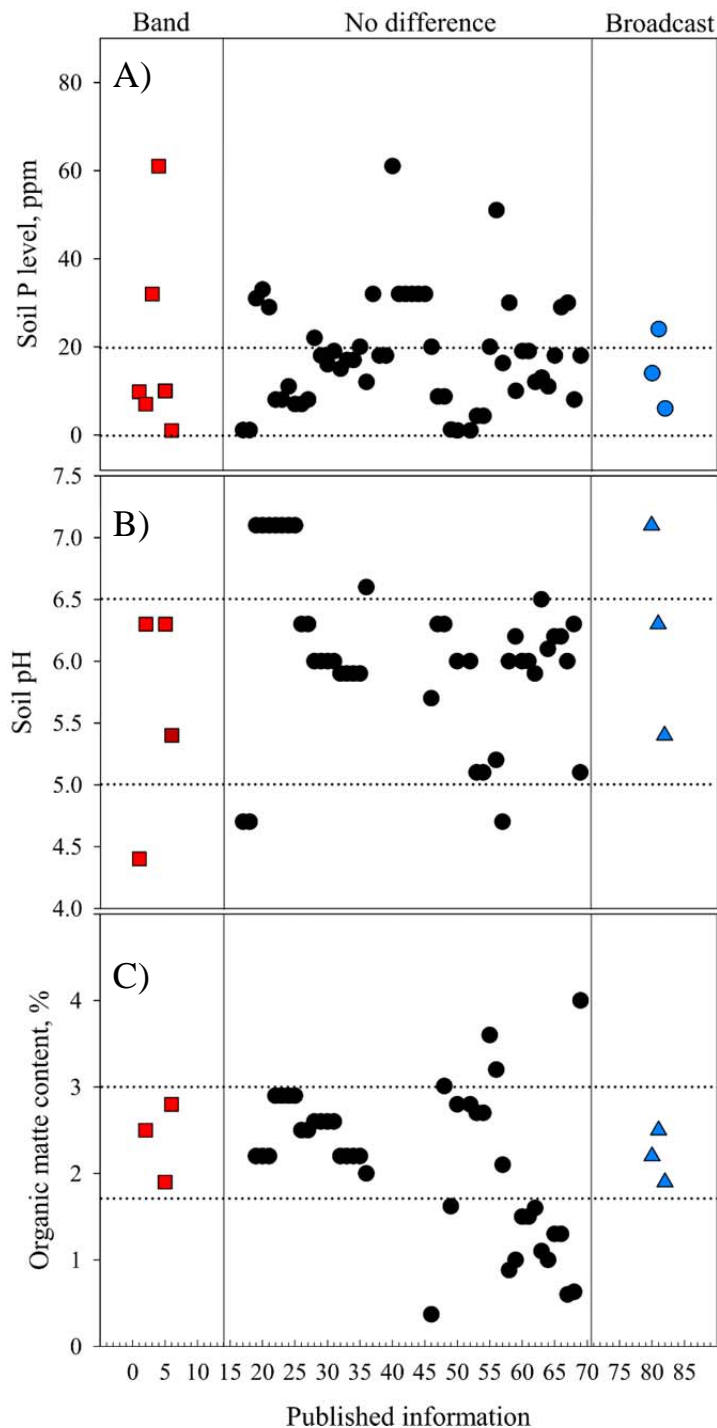 Band No difference Broadcast
A)
80
60
40
20
0
Soil P level, ppm
B)
7.5
7.0
6.5
6.0
5.5
5.0
4.5
4.0
Soil pH
C)
4
3
2
1
0
Organic matte content, %
0 5 10 15 20 25 30 35 40 45 50 55 60 65 70 80 85
Published information